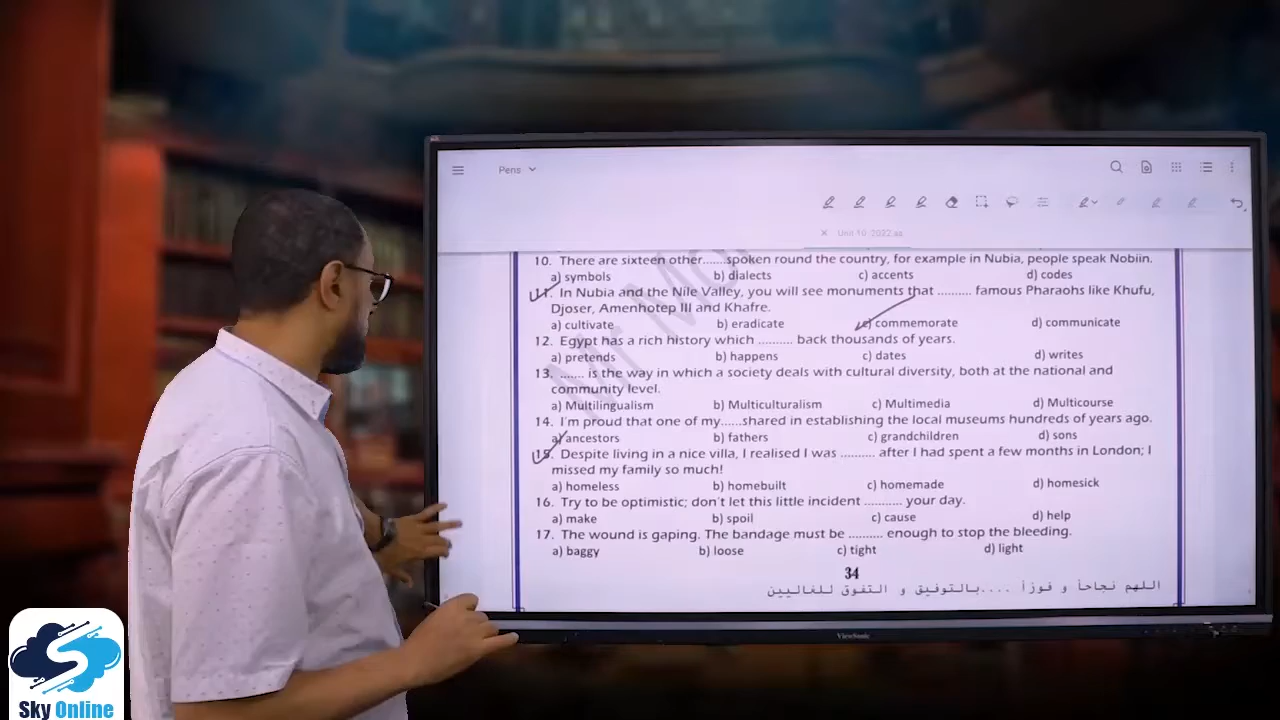 Pens
Unit 10 2022.aa
10. There are sixteen other.......spoken round the country, for example in Nubia, people speak Nobiin.
a) symbols b) dialects c) accents d) codes
11. In Nubia and the Nile Valley, you will see monuments that .......... famous Pharaohs like Khufu,
Djoser, Amenhotep III and Khafre.
a) cultivate b) eradicate c) commemorate d) communicate
12. Egypt has a rich history which .......... back thousands of years.
a) pretends b) happens c) dates d) writes
13. ....... is the way in which a society deals with cultural diversity, both at the national and
community level.
a) Multilingualism b) Multiculturalism c) Multimedia d) Multicourse
14. I'm proud that one of my......shared in establishing the local museums hundreds of years ago.
a) ancestors b) fathers c) grandchildren d) sons
15. Despite living in a nice villa, I realised I was .......... after I had spent a few months in London; I
missed my family so much!
a) homeless b) homebuilt c) homemade d) homesick
16. Try to be optimistic; don't let this little incident .......... your day.
a) make b) spoil c) cause d) help
17. The wound is gaping. The bandage must be .......... enough to stop the bleeding.
a) baggy b) loose c) tight d) light
34
اللهم نجاحاً و فوزاً ....بالتوفيق و التفوق للغاليين
ViewSonic
Sky Online